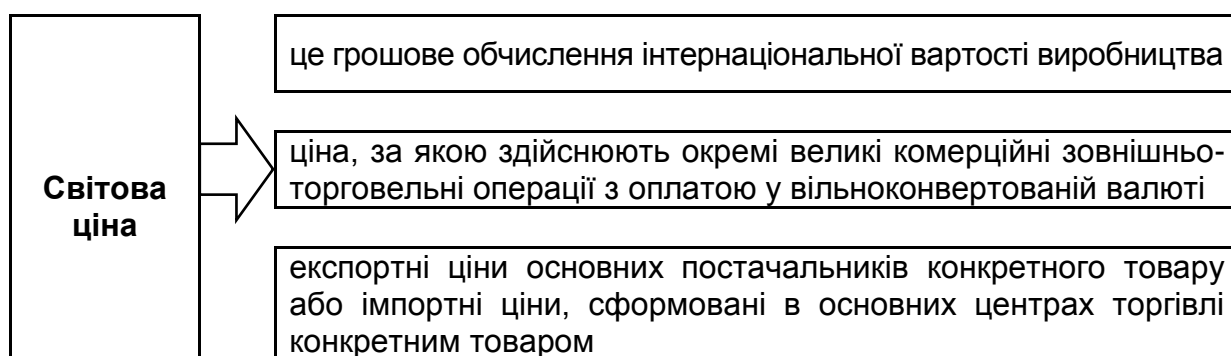 Світова
ціна
це грошове обчислення інтернаціональної вартості виробництва
ціна, за якою здійснюють окремі великі комерційні зовнішньо-
торговельні операції з оплатою у вільноконвертованій валюті
експортні ціни основних постачальників конкретного товару
або імпортні ціни, сформовані в основних центрах торгівлі
конкретним товаром